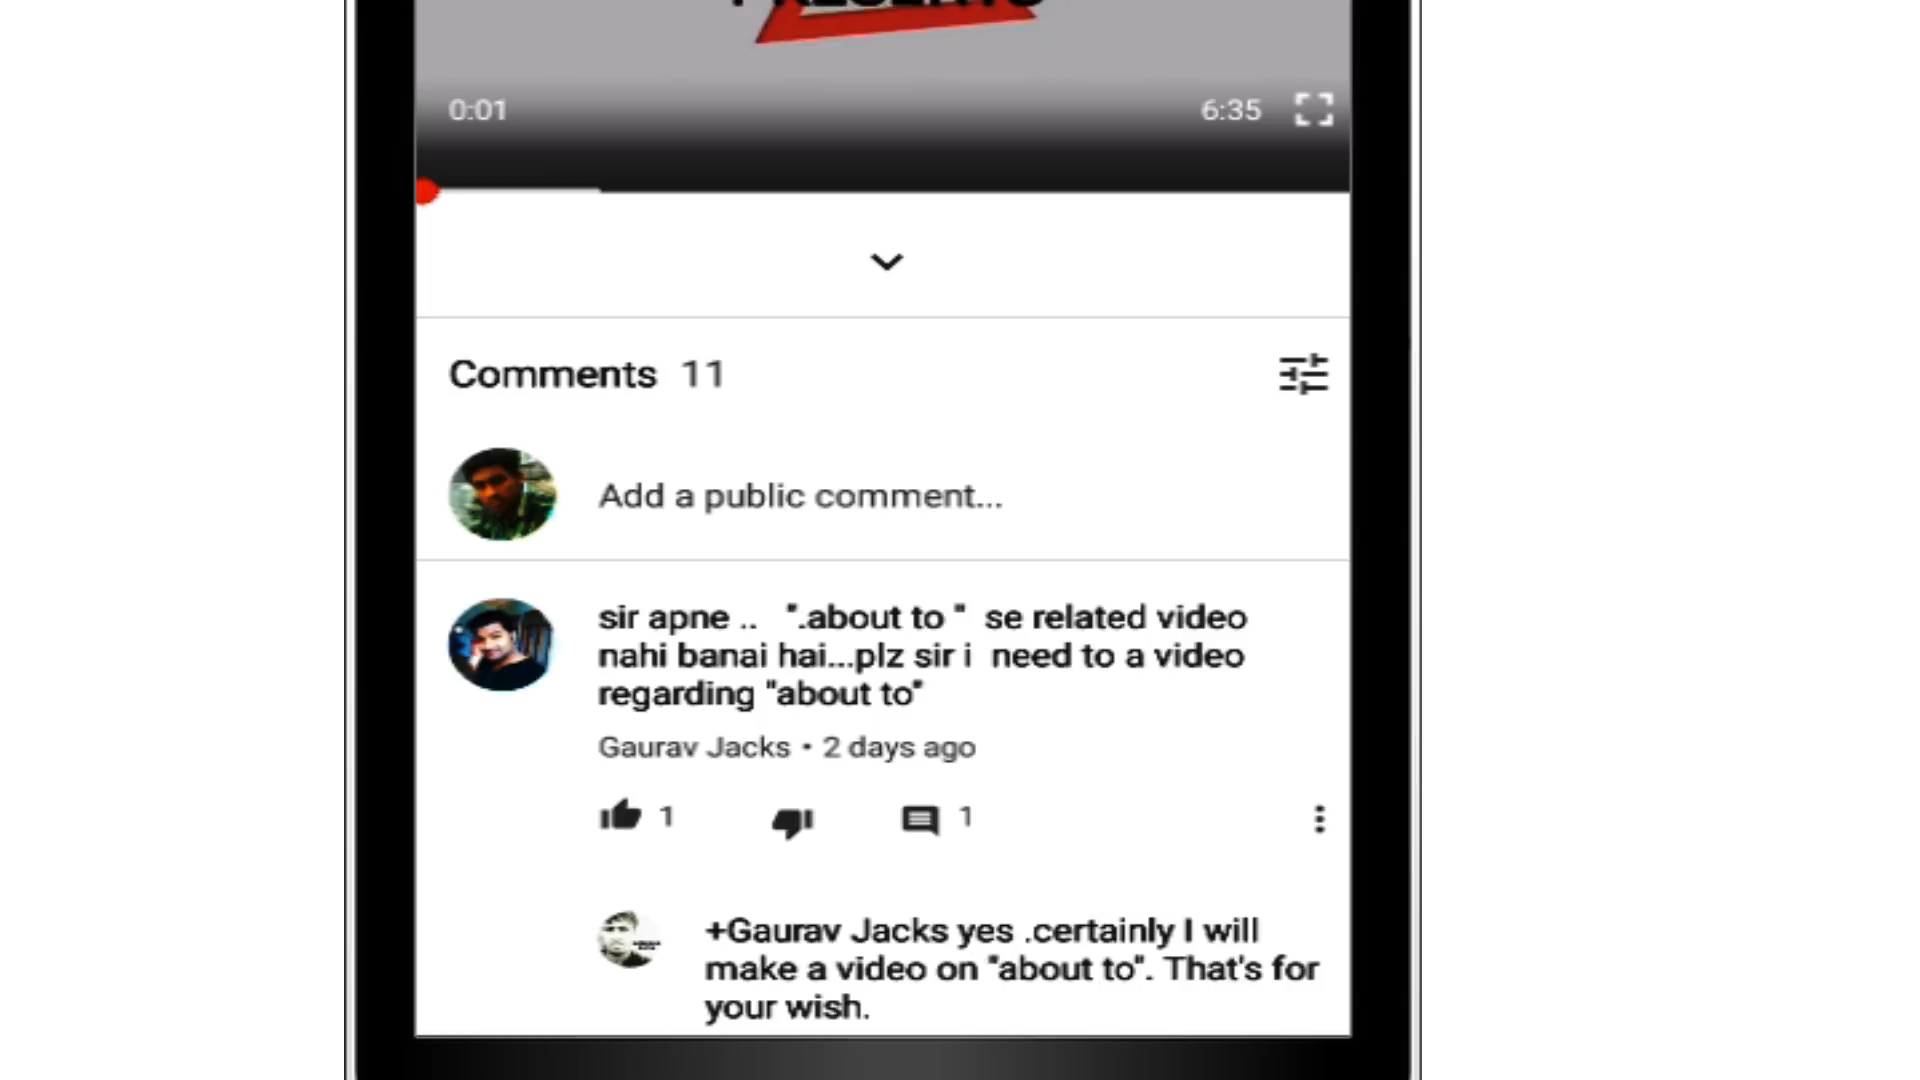 0:01 6:35
Comments 11
Add a public comment...
sir apne .. ".about to " se related video
nahi banai hai...plz sir i need to a video
regarding "about to"
Gaurav Jacks • 2 days ago
1 1
+Gaurav Jacks yes .certainly I will
make a video on "about to". That's for
your wish.